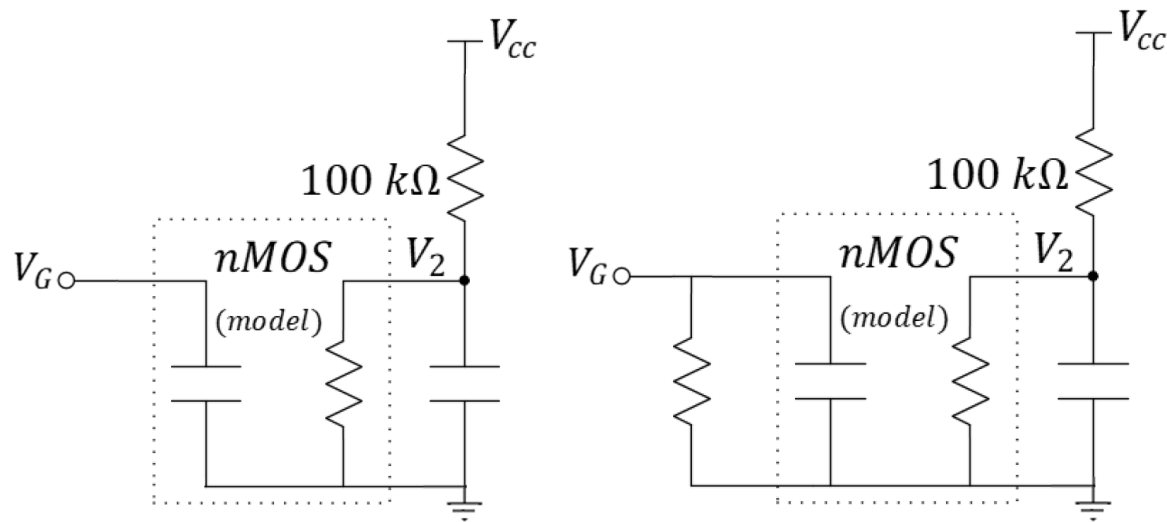 V_cc
100 kΩ
nMOS
V_2
V_G
(model)
V_cc
100 kΩ
nMOS
V_2
V_G
(model)